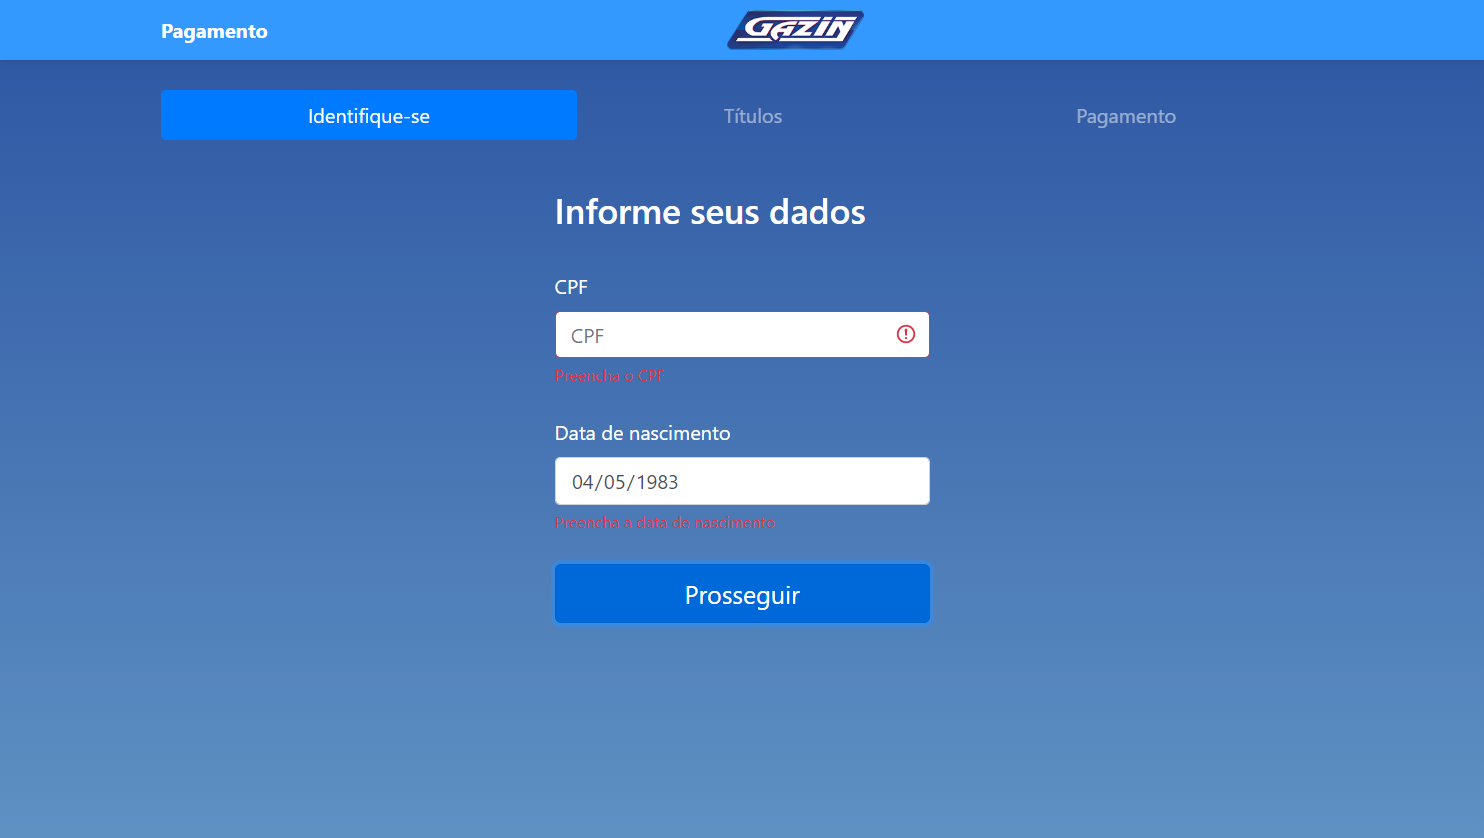 Pagamento
GAZIN
Identifique-se
Títulos
Pagamento
Informe seus dados
CPF
CPF
Preencha o CPF
Data de nascimento
04/05/1983
Preencha a data de nascimento
Prosseguir